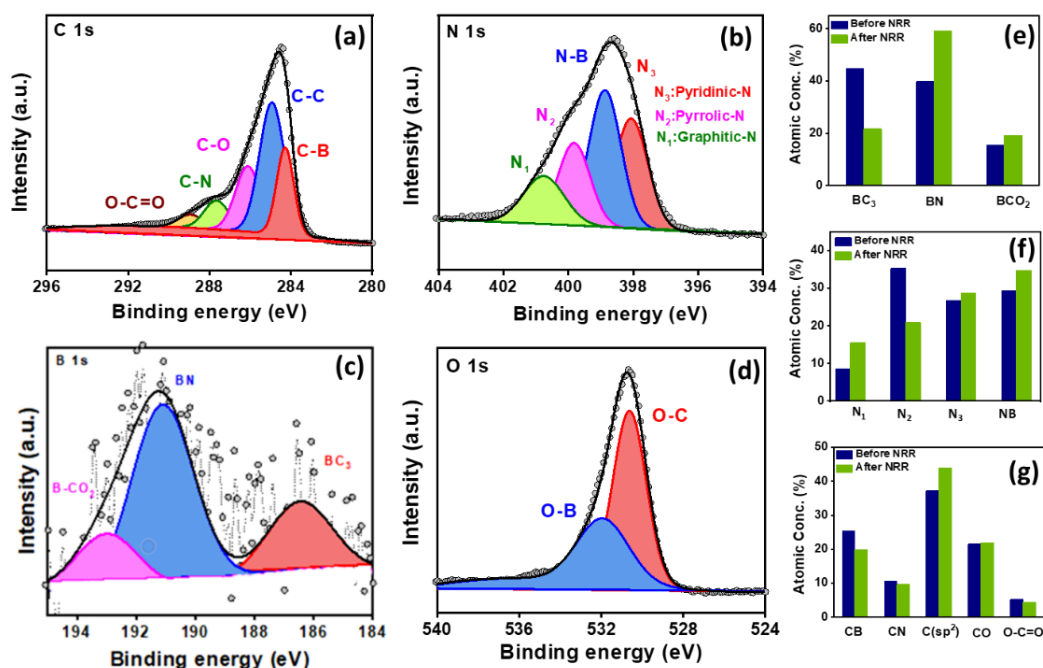 C 1s
(a)
C-C
C-O
C-B
C-N
O-C=O
Intensity (a.u.)
296 292 288 284 280
Binding energy (eV)
N 1s
(b)
N-B
N₃
N₂
N₁
N₃:Pyridinic-N
N₂:Pyrrolic-N
N₁:Graphitic-N
Intensity (a.u.)
404 402 400 398 396 394
Binding energy (eV)
B 1s
(c)
BN
BC₃
B-CO₂
Intensity (a.u.)
194 192 190 188 186 184
Binding energy (eV)
O 1s
(d)
O-C
O-B
Intensity (a.u.)
540 536 532 528 524
Binding energy (eV)
(e)
Before NRR
After NRR
Atomic Conc. (%)
60
40
20
0
BC₃ BN BCO₂
(f)
Before NRR
After NRR
Atomic Conc. (%)
40
30
20
10
0
N₁ N₂ N₃ NB
(g)
Before NRR
After NRR
Atomic Conc. (%)
50
40
30
20
10
0
CB CN C(sp²) CO O-C=O